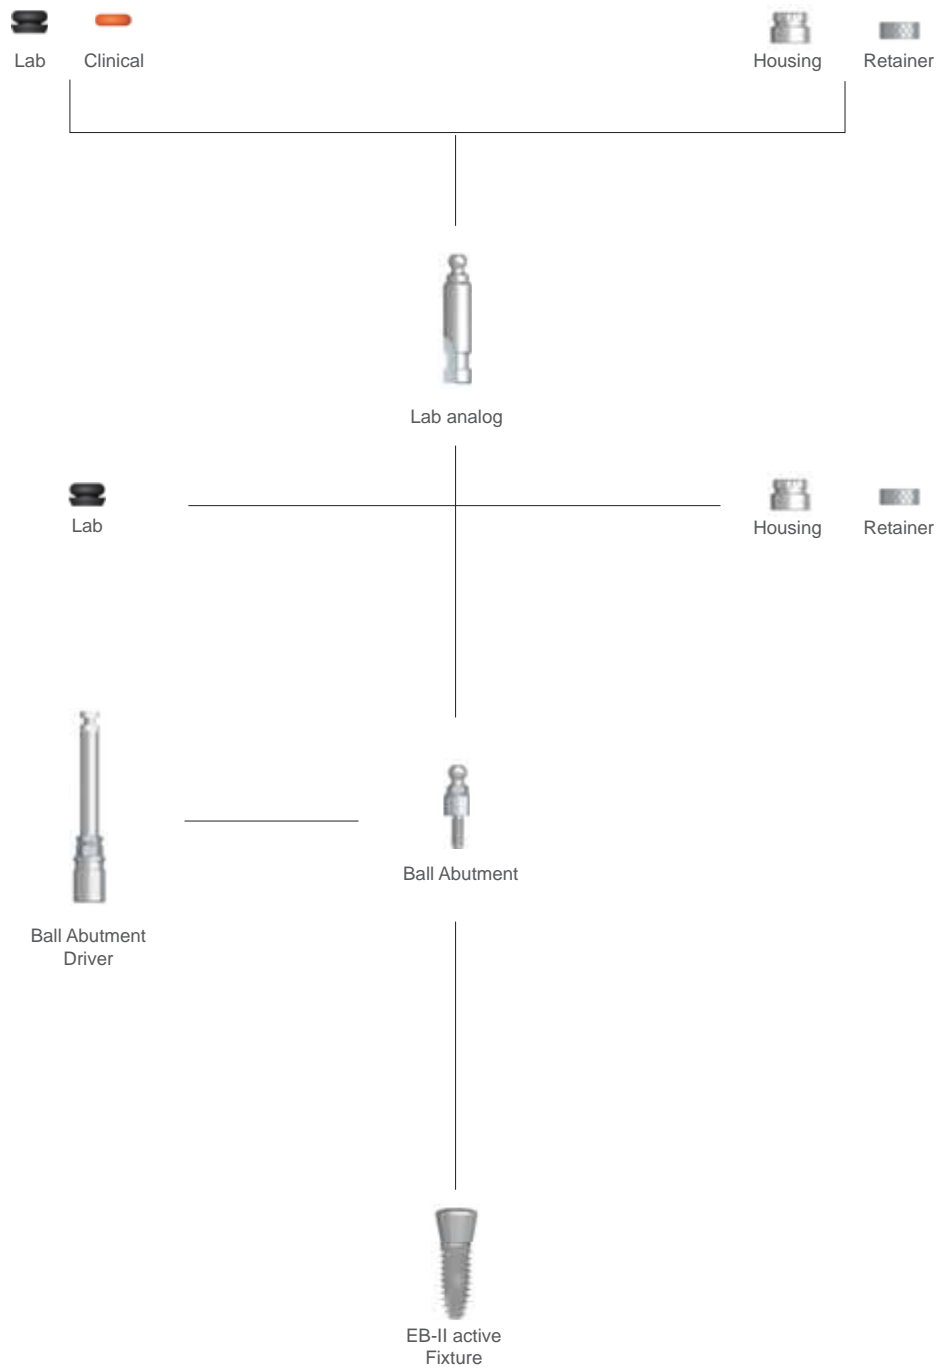 Lab Clinical Housing Retainer
Lab analog
Lab Housing Retainer
Ball Abutment
Ball Abutment
Driver
EB-II active
Fixture